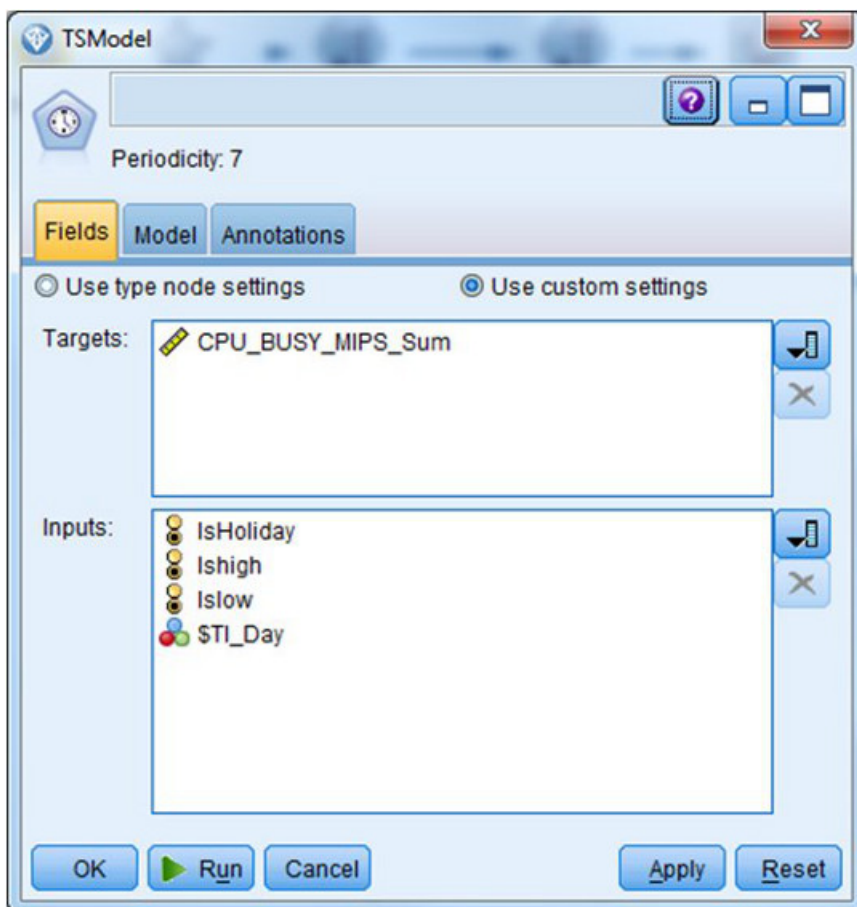 TSModel
Periodicity: 7
Fields Model Annotations
Use type node settings Use custom settings
Targets: CPU_BUSY_MIPS_Sum
Inputs: IsHoliday
Ishigh
Islow
$TI_Day
OK Run Cancel Apply Reset